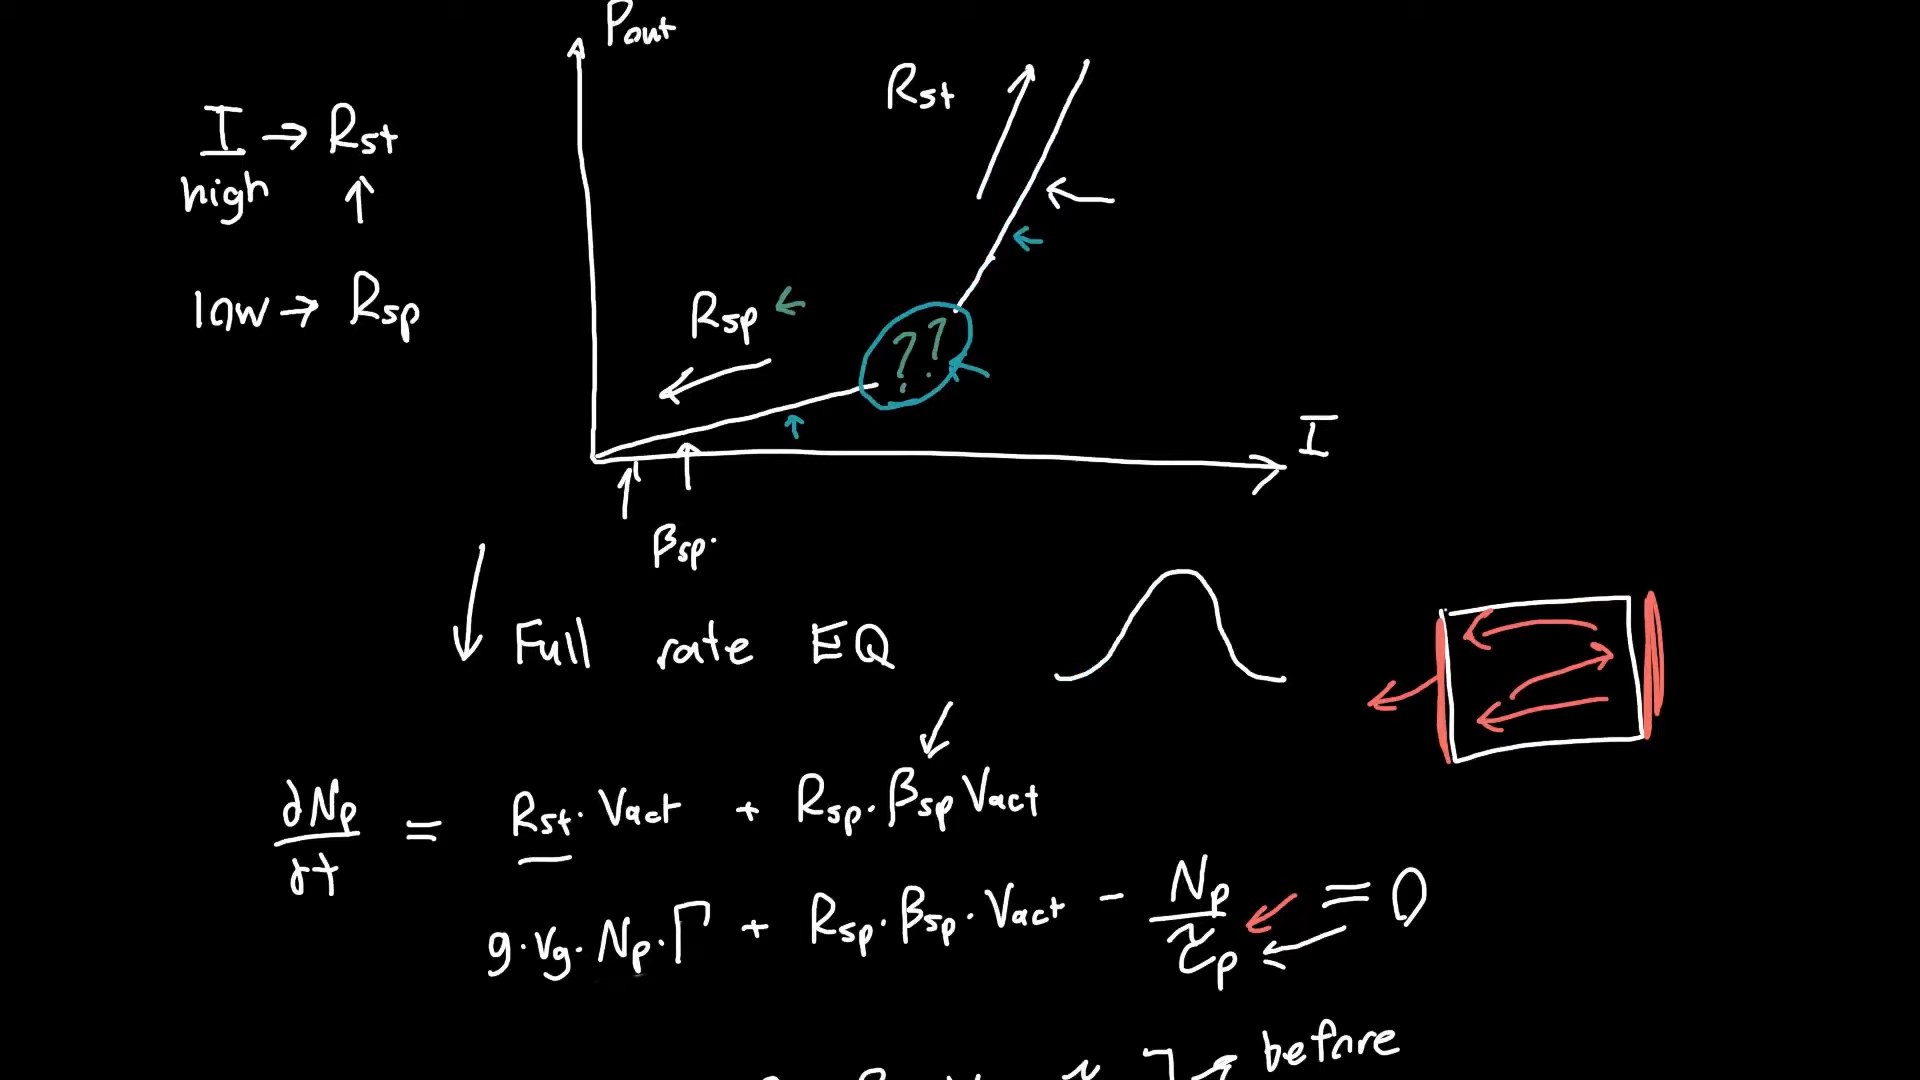 Pout
Rst
I → Rst
high ↑
low → Rsp
Rsp ←
??
I
βsp.
Full rate EQ
∂Np/∂t = Rst · Vact + Rsp · βsp Vact
g · vg · Np · Γ + Rsp · βsp · Vact - Np/τp = 0
before